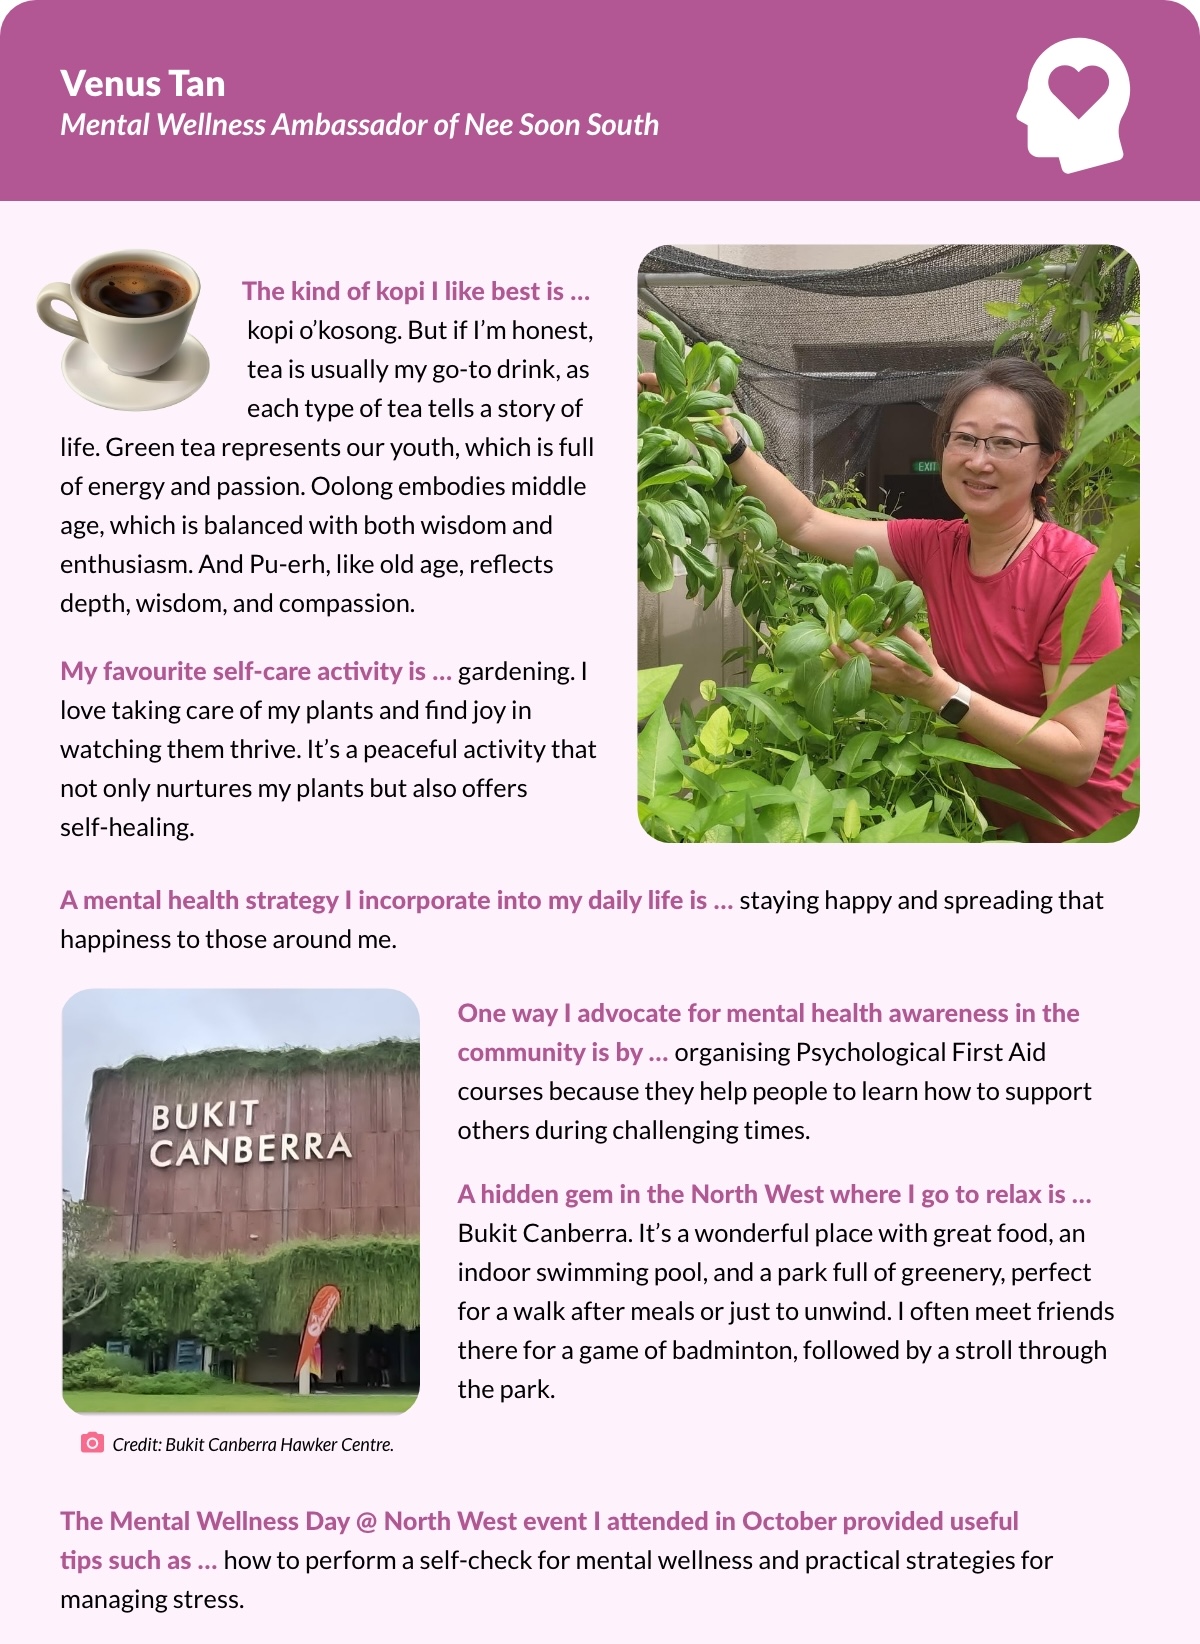 Venus Tan
Mental Wellness Ambassador of Nee Soon South
The kind of kopi I like best is ...
kopi o’kosong. But if I’m honest,
tea is usually my go-to drink, as
each type of tea tells a story of
life. Green tea represents our youth, which is full
of energy and passion. Oolong embodies middle
age, which is balanced with both wisdom and
enthusiasm. And Pu-erh, like old age, reflects
depth, wisdom, and compassion.
EXIT
My favourite self-care activity is ... gardening. I
love taking care of my plants and find joy in
watching them thrive. It’s a peaceful activity that
not only nurtures my plants but also offers
self-healing.
A mental health strategy I incorporate into my daily life is ... staying happy and spreading that
happiness to those around me.
BUKIT
CANBERRA
Credit: Bukit Canberra Hawker Centre.
One way I advocate for mental health awareness in the
community is by ... organising Psychological First Aid
courses because they help people to learn how to support
others during challenging times.
A hidden gem in the North West where I go to relax is ...
Bukit Canberra. It’s a wonderful place with great food, an
indoor swimming pool, and a park full of greenery, perfect
for a walk after meals or just to unwind. I often meet friends
there for a game of badminton, followed by a stroll through
the park.
The Mental Wellness Day @ North West event I attended in October provided useful
tips such as ... how to perform a self-check for mental wellness and practical strategies for
managing stress.